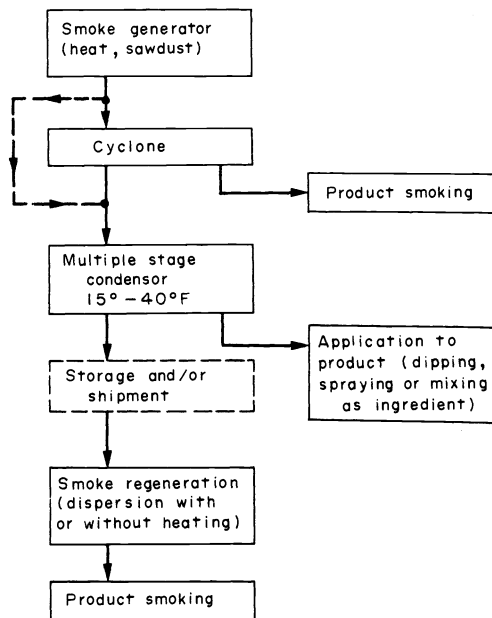 Smoke generator
(heat, sawdust)
Cyclone
Product smoking
Multiple stage
condensor
15° – 40°F
Application to
product (dipping,
spraying or mixing
as ingredient)
Storage and/or
shipment
Smoke regeneration
(dispersion with
or without heating)
Product smoking